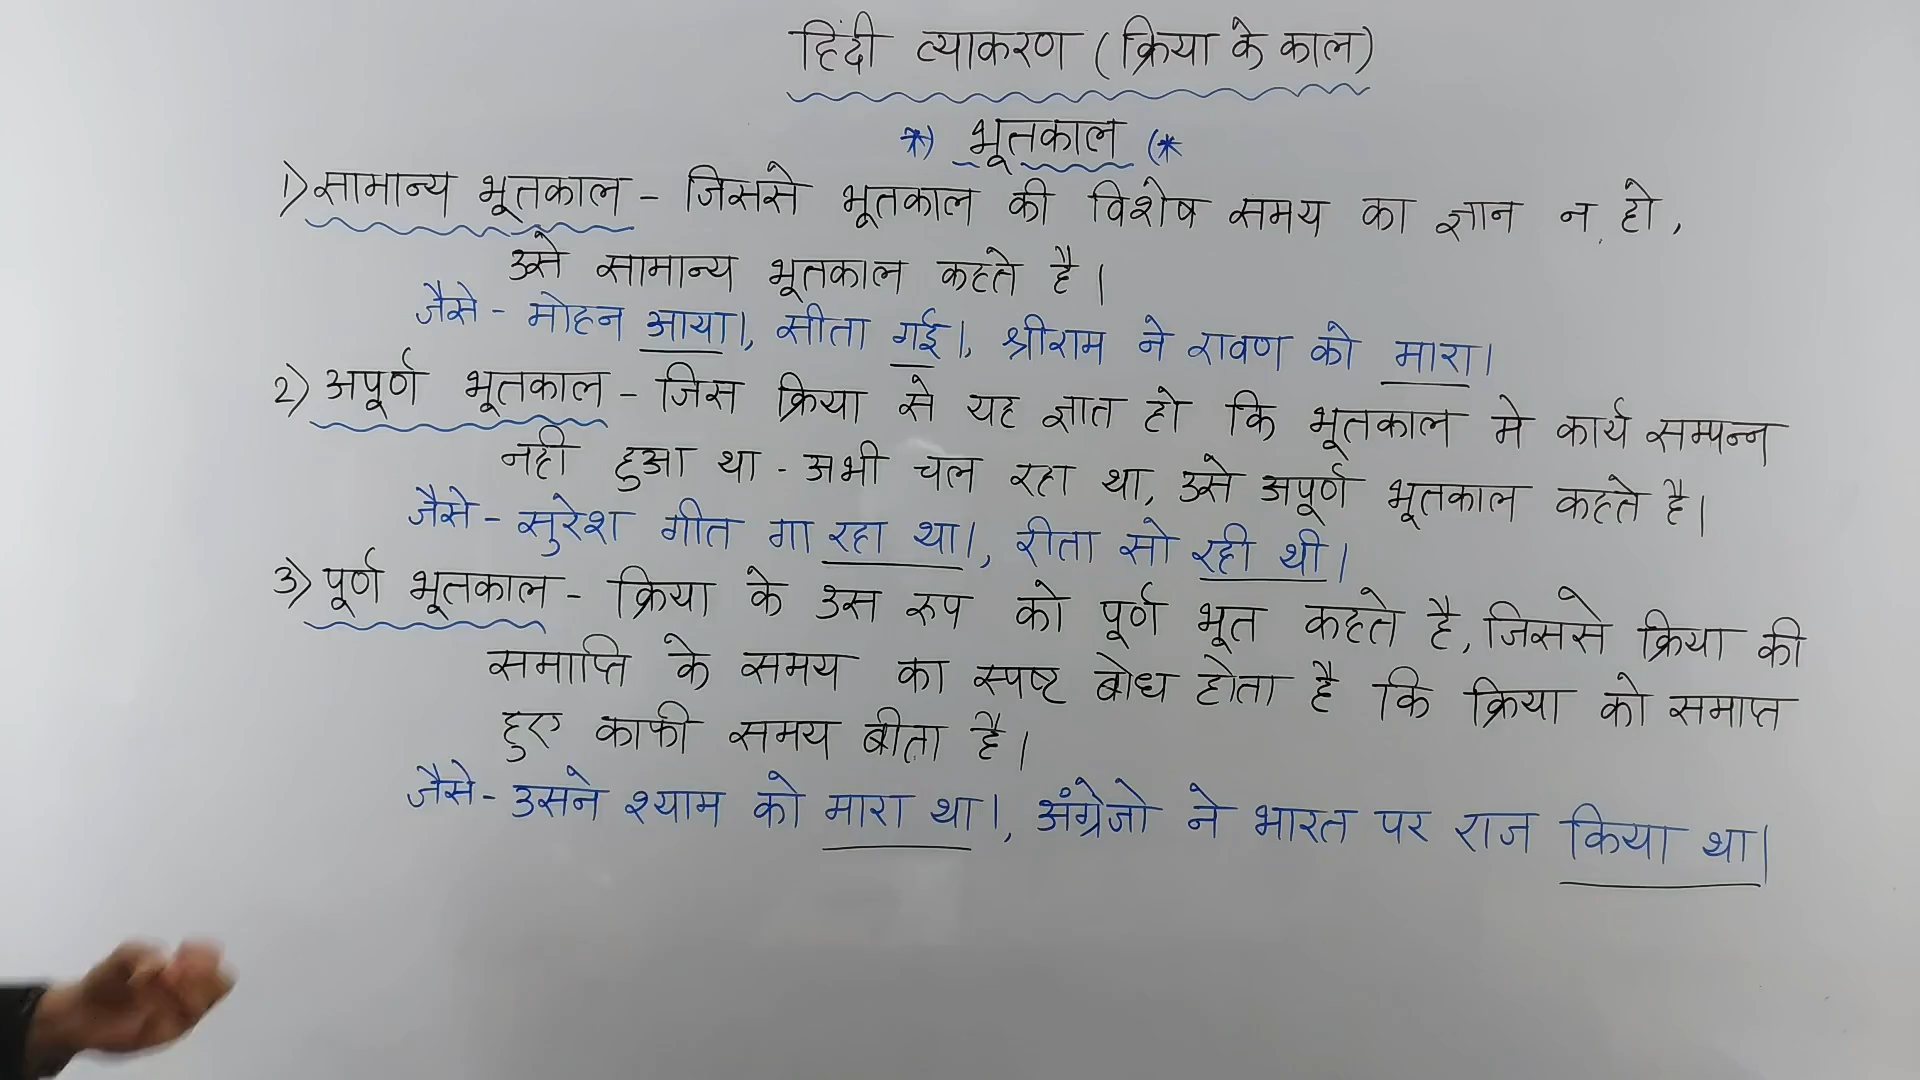 हिंदी व्याकरण (क्रिया के काल)
*) भूतकाल (*
1) सामान्य भूतकाल - जिससे भूतकाल की विशेष समय का ज्ञान न हो,
उसे सामान्य भूतकाल कहते है।
जैसे - मोहन आया।, सीता गई।, श्रीराम ने रावण को मारा।
2) अपूर्ण भूतकाल - जिस क्रिया से यह ज्ञात हो कि भूतकाल मे कार्य सम्पन्न
नही हुआ था - अभी चल रहा था, उसे अपूर्ण भूतकाल कहते है।
जैसे - सुरेश गीत गा रहा था।, रीता सो रही थी।
3) पूर्ण भूतकाल - क्रिया के उस रूप को पूर्ण भूत कहते है, जिससे क्रिया की
समाप्ति के समय का स्पष्ट बोध होता है कि क्रिया को समाप्त
हुए काफी समय बीता है।
जैसे - उसने श्याम को मारा था।, अंग्रेजो ने भारत पर राज किया था।